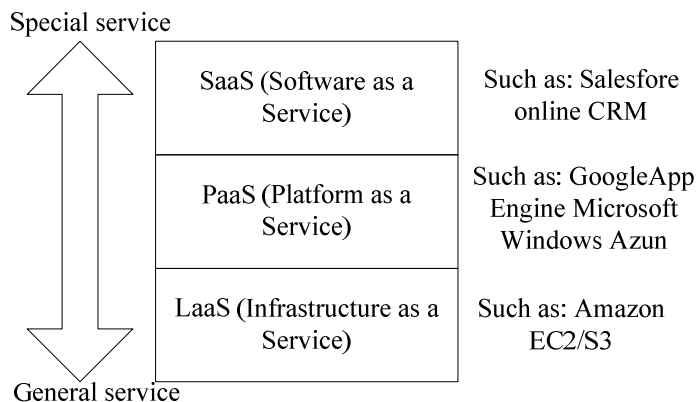 Special service
SaaS (Software as a
Service)
Such as: Salesfore
online CRM
PaaS (Platform as a
Service)
Such as: GoogleApp
Engine Microsoft
Windows Azun
LaaS (Infrastructure as a
Service)
Such as: Amazon
EC2/S3
General service